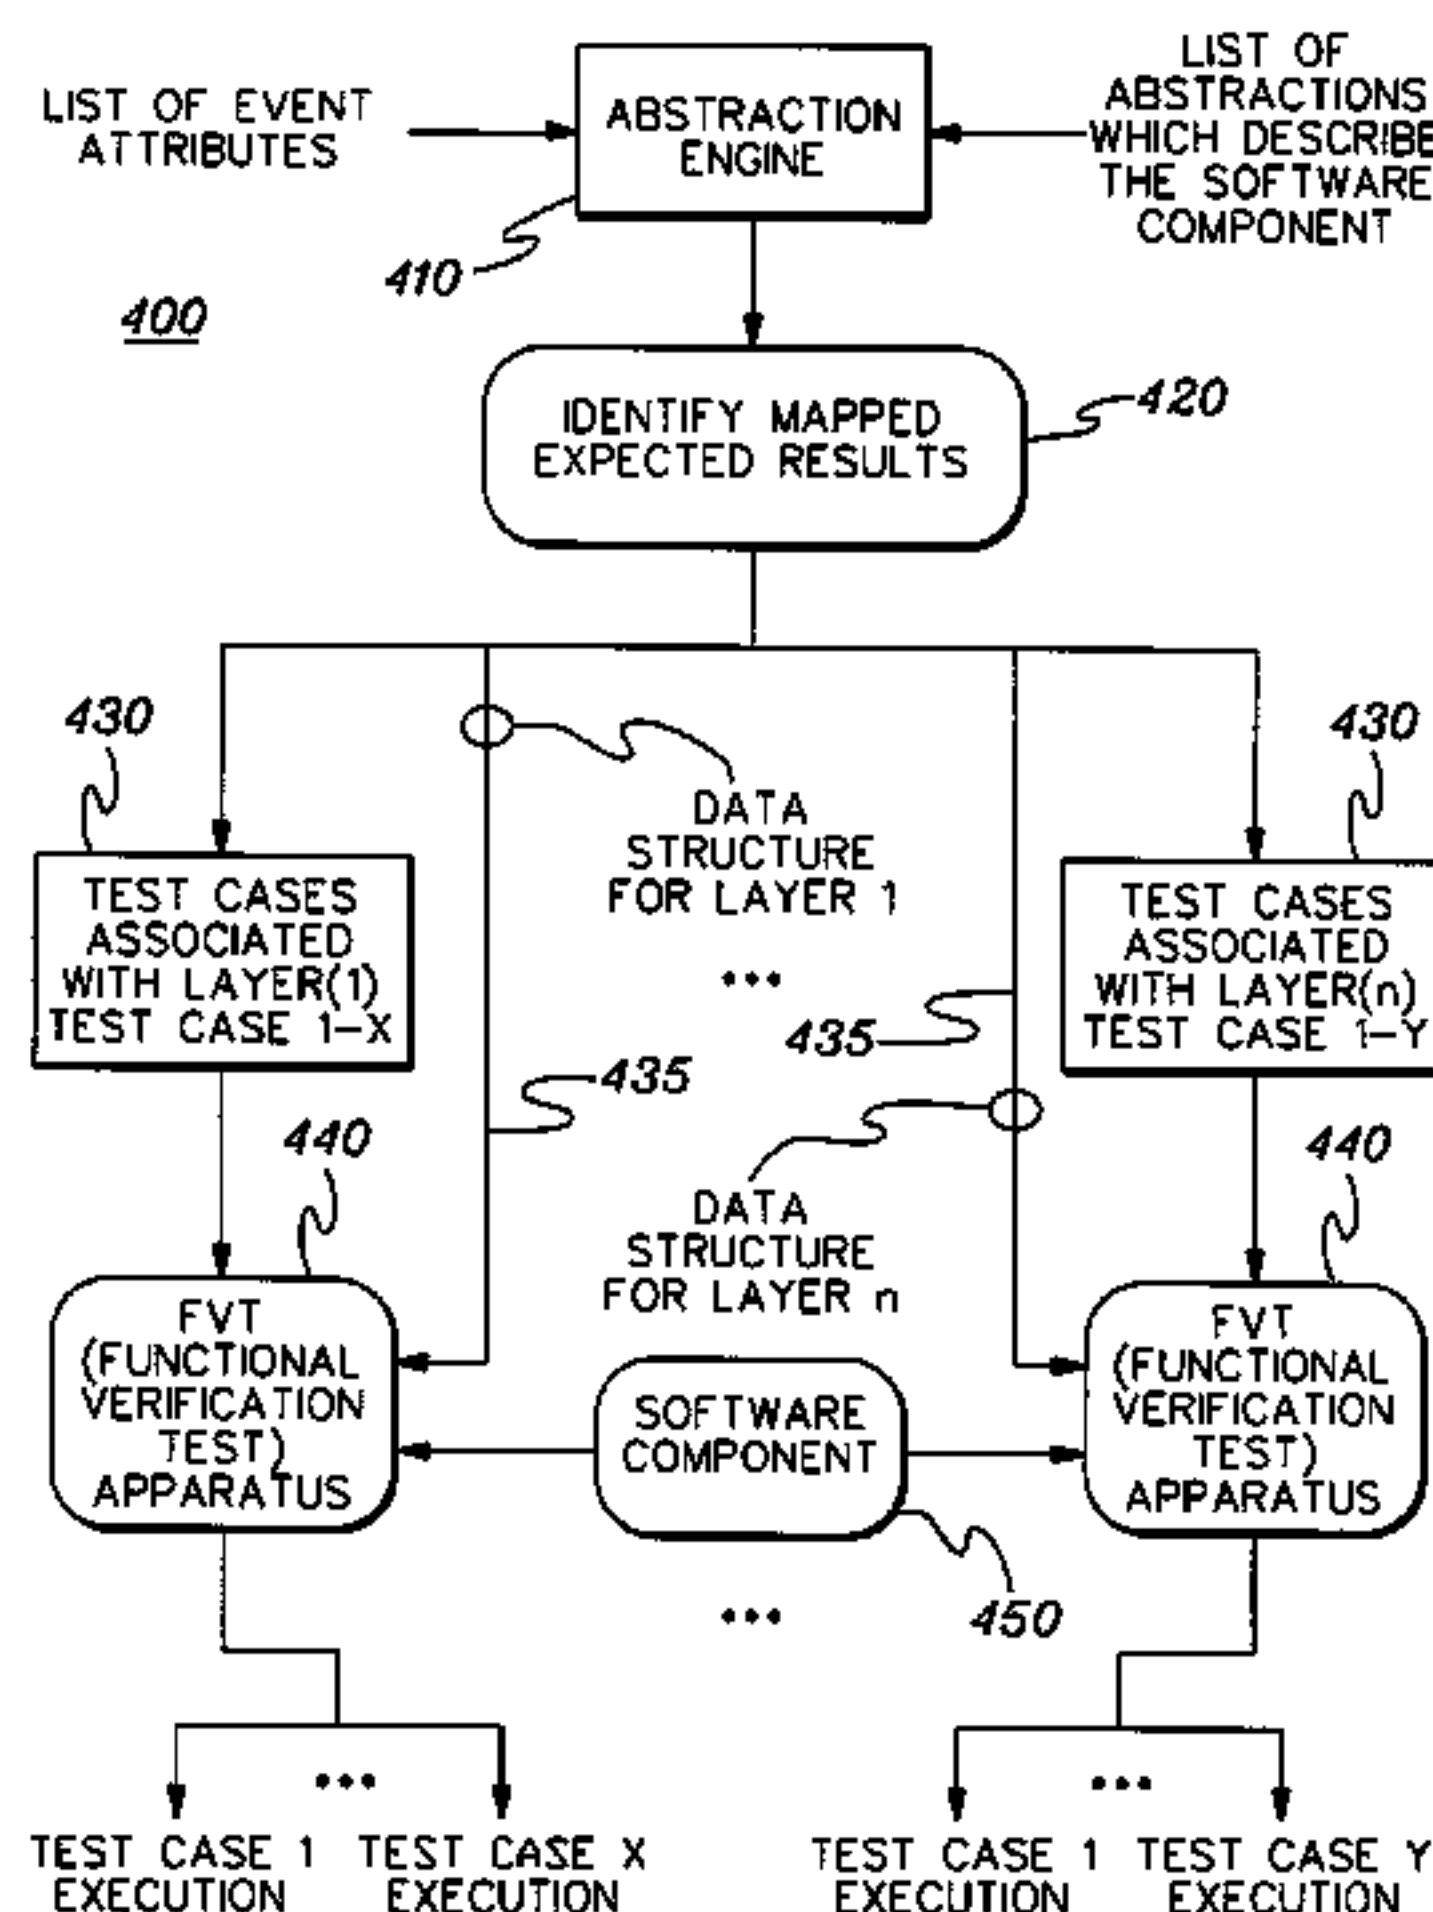 LIST OF EVENT
ATTRIBUTES
ABSTRACTION
ENGINE
LIST OF
ABSTRACTIONS
WHICH DESCRIBE
THE SOFTWARE
COMPONENT
410
400
IDENTIFY MAPPED
EXPECTED RESULTS
420
430
430
DATA
STRUCTURE
FOR LAYER 1
TEST CASES
ASSOCIATED
WITH LAYER(1)
TEST CASE 1-X
TEST CASES
ASSOCIATED
WITH LAYER(n)
TEST CASE 1-Y
•••
435
435
440
440
DATA
STRUCTURE
FOR LAYER n
FVT
(FUNCTIONAL
VERIFICATION
TEST)
APPARATUS
SOFTWARE
COMPONENT
FVT
(FUNCTIONAL
VERIFICATION
TEST)
APPARATUS
450
•••
•••
•••
TEST CASE 1
EXECUTION
TEST CASE X
EXECUTION
TEST CASE 1
EXECUTION
TEST CASE Y
EXECUTION